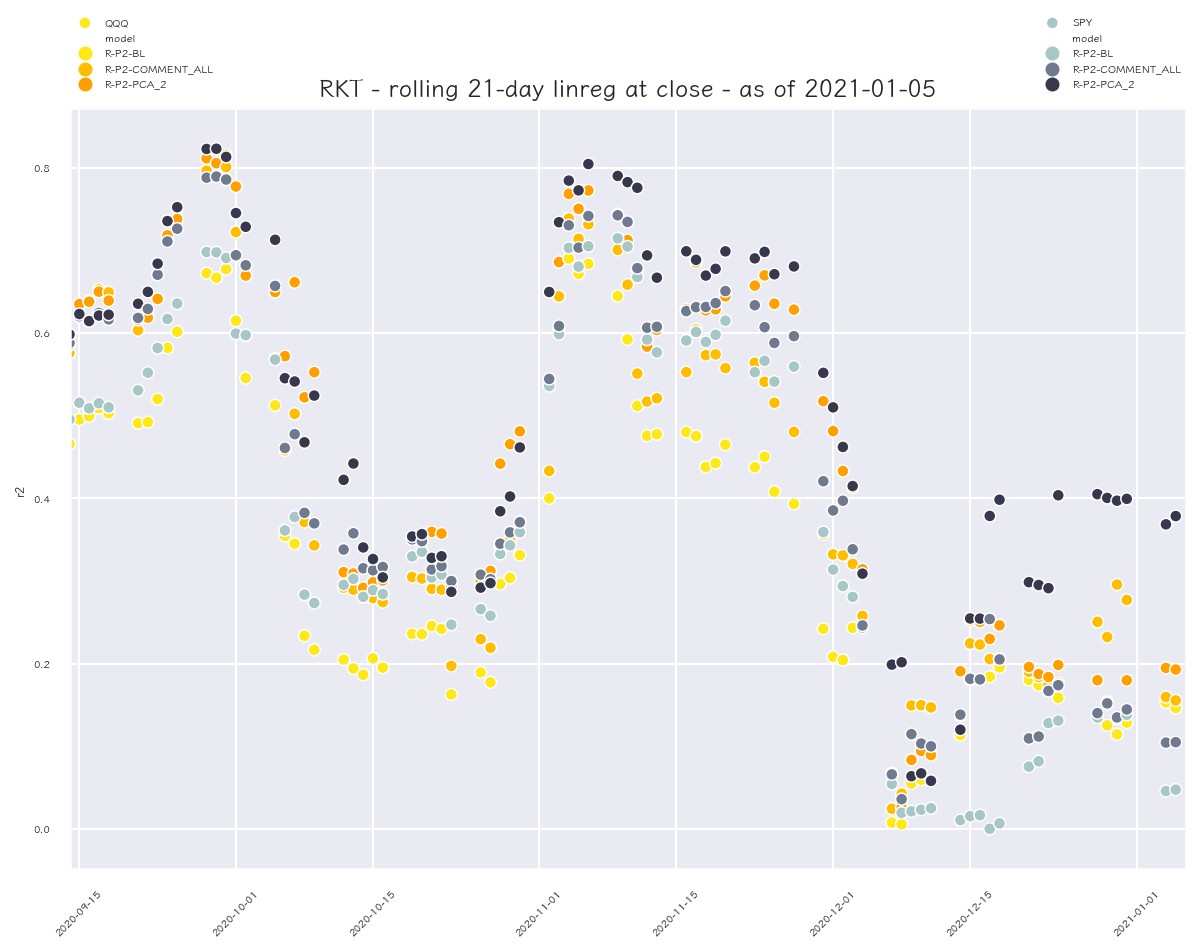 QQQ
model
R-P2-BL
R-P2-COMMENT_ALL
R-P2-PCA_2
SPY
model
R-P2-BL
R-P2-COMMENT_ALL
R-P2-PCA_2
RKT - rolling 21-day linreg at close - as of 2021-01-05
0.8
0.6
0.4
0.2
0.0
r2
2020-09-15
2020-10-01
2020-10-15
2020-11-01
2020-11-15
2020-12-01
2020-12-15
2021-01-01